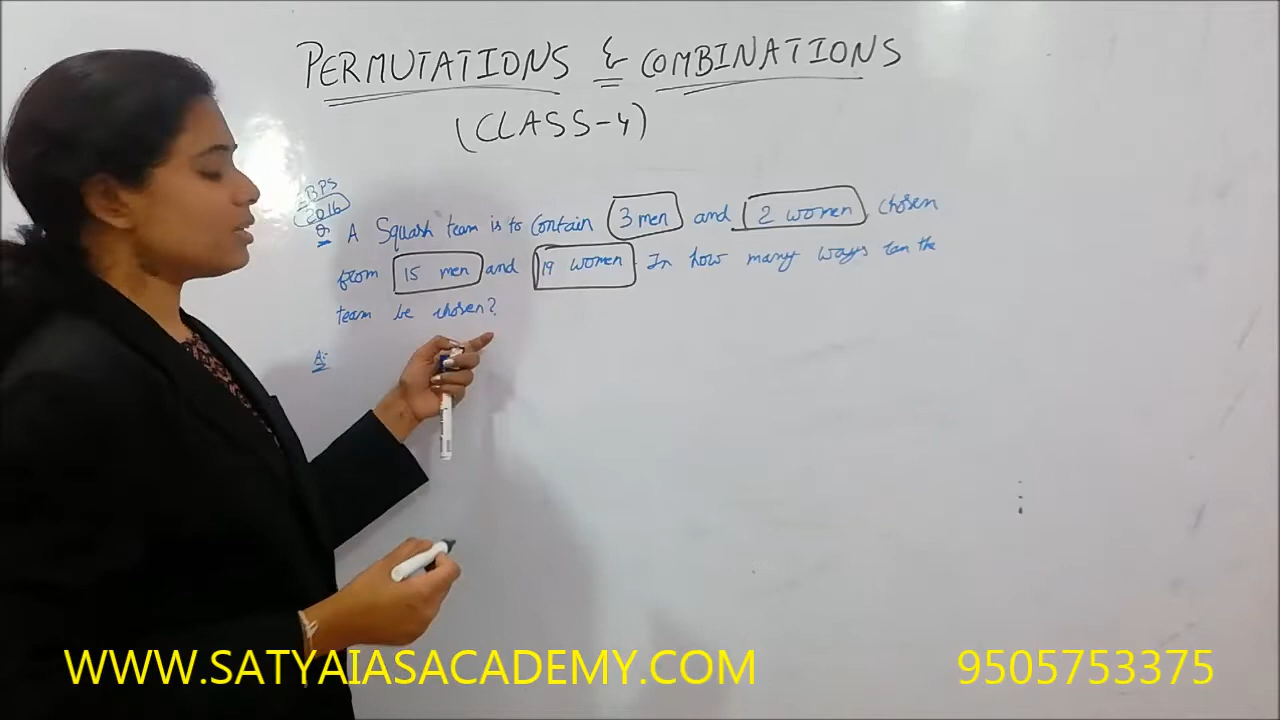 PERMUTATIONS & COMBINATIONS
(CLASS-4)
IBPS
2016
Q: A Squash team is to contain 3 men and 2 women, chosen
from 15 men and 19 women. In how many ways can the
team be chosen?
A:-
WWW.SATYAIASACADEMY.COM 9505753375